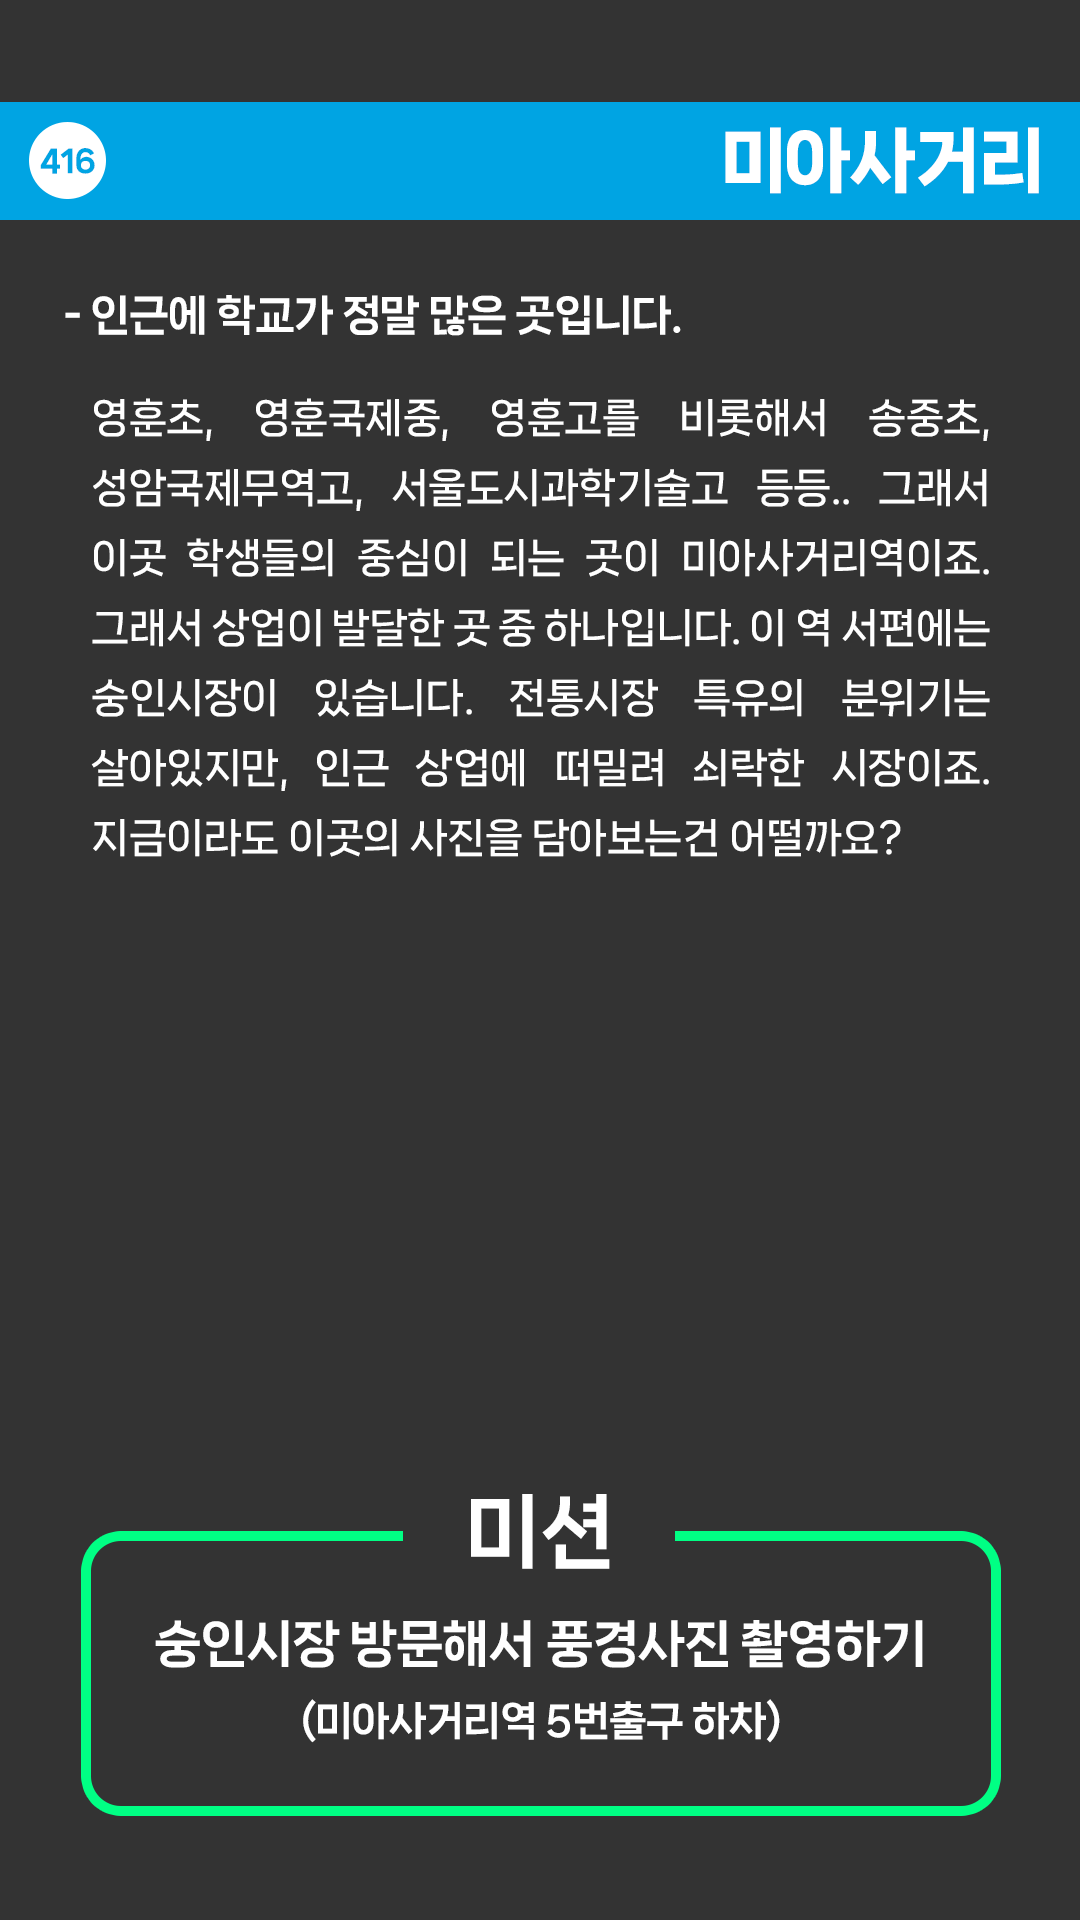 416
미아사거리
- 인근에 학교가 정말 많은 곳입니다.
영훈초, 영훈국제중, 영훈고를 비롯해서 송중초,
성암국제무역고, 서울도시과학기술고 등등.. 그래서
이곳 학생들의 중심이 되는 곳이 미아사거리역이죠.
그래서 상업이 발달한 곳 중 하나입니다. 이 역 서편에는
숭인시장이 있습니다. 전통시장 특유의 분위기는
살아있지만, 인근 상업에 떠밀려 쇠락한 시장이죠.
지금이라도 이곳의 사진을 담아보는건 어떨까요?
미션
숭인시장 방문해서 풍경사진 촬영하기
(미아사거리역 5번출구 하차)